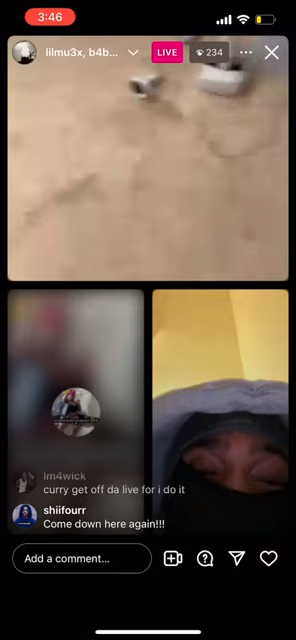 3:46
lilmu3x, b4b...
LIVE
234
im4wick
curry get off da live for i do it
shiifourr
Come down here again!!!
Add a comment...